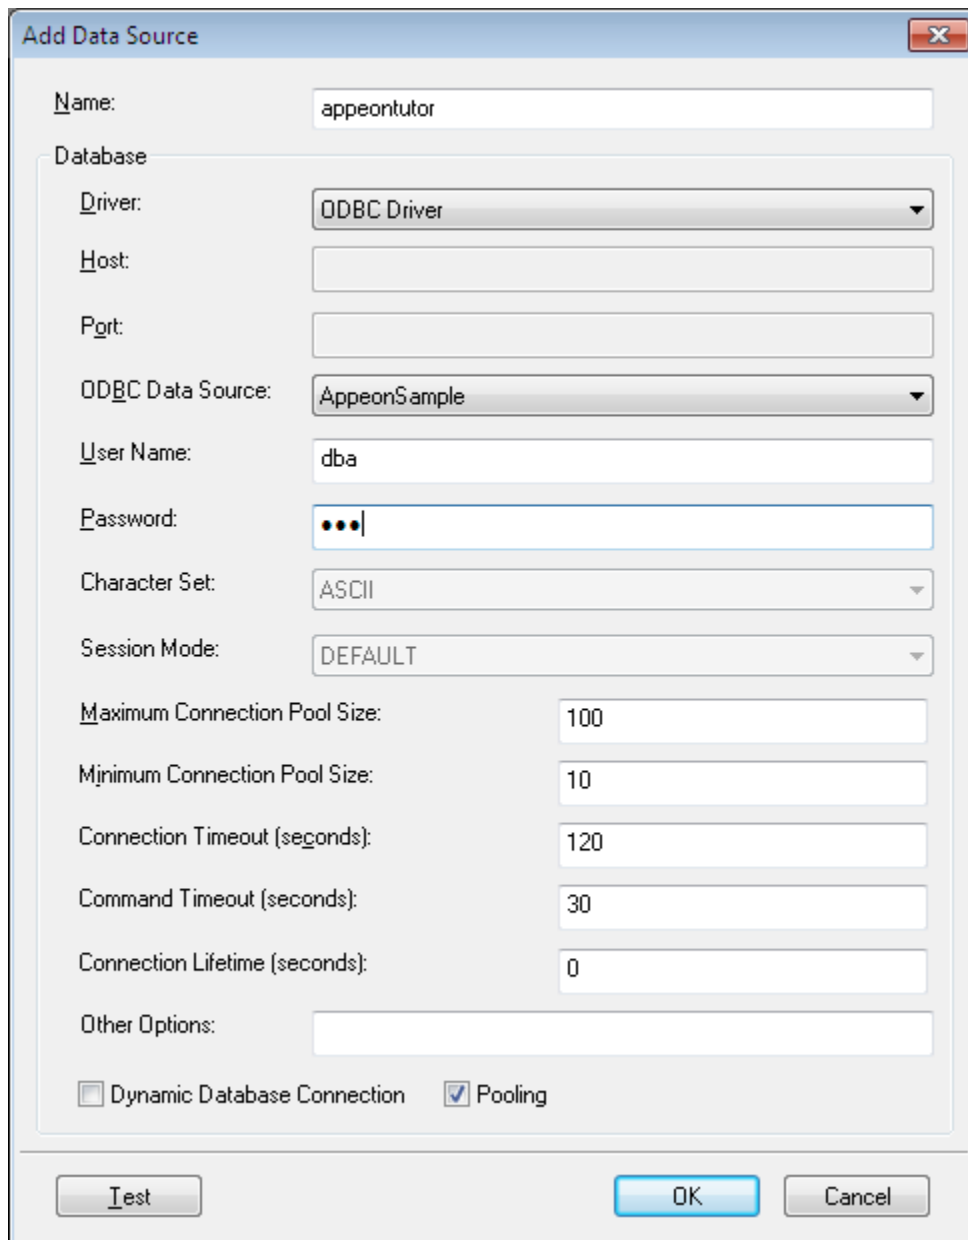 Add Data Source
Name: appeontutor
Database
Driver: ODBC Driver
Host:
Port:
ODBC Data Source: AppeonSample
User Name: dba
Password: •••
Character Set: ASCII
Session Mode: DEFAULT
Maximum Connection Pool Size: 100
Minimum Connection Pool Size: 10
Connection Timeout (seconds): 120
Command Timeout (seconds): 30
Connection Lifetime (seconds): 0
Other Options:
Dynamic Database Connection Pooling
Test OK Cancel